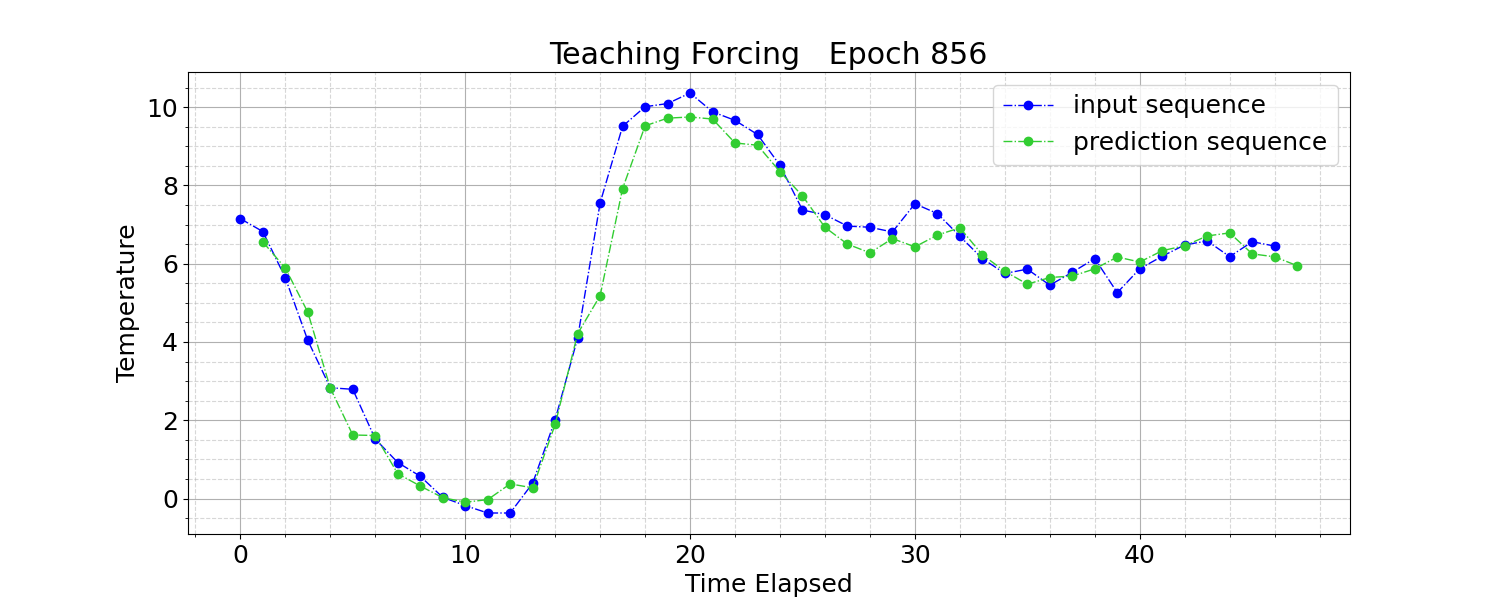 Teaching Forcing   Epoch 856
input sequence
prediction sequence
Temperature
10
8
6
4
2
0
0 10 20 30 40
Time Elapsed